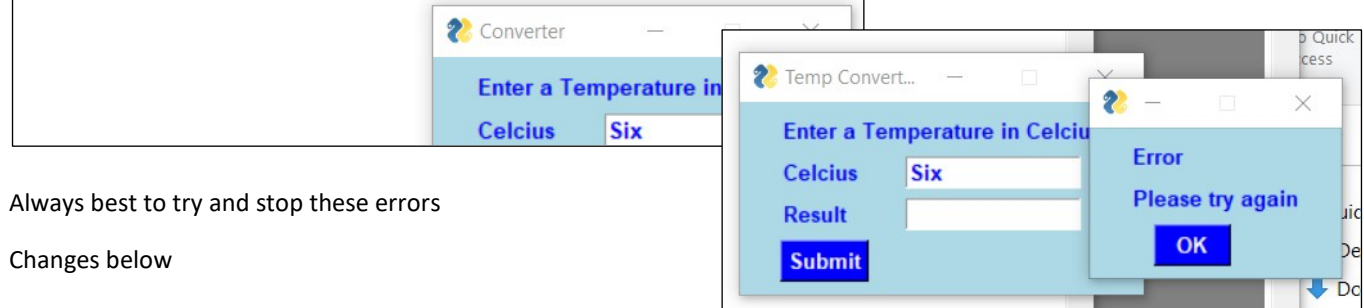 Converter
Enter a Temperature in
Celcius Six
Always best to try and stop these errors
Changes below
Quick
Temp Convert...
Enter a Temperature in Celciu
Celcius Six
Result
Submit
Error
Please try again
OK